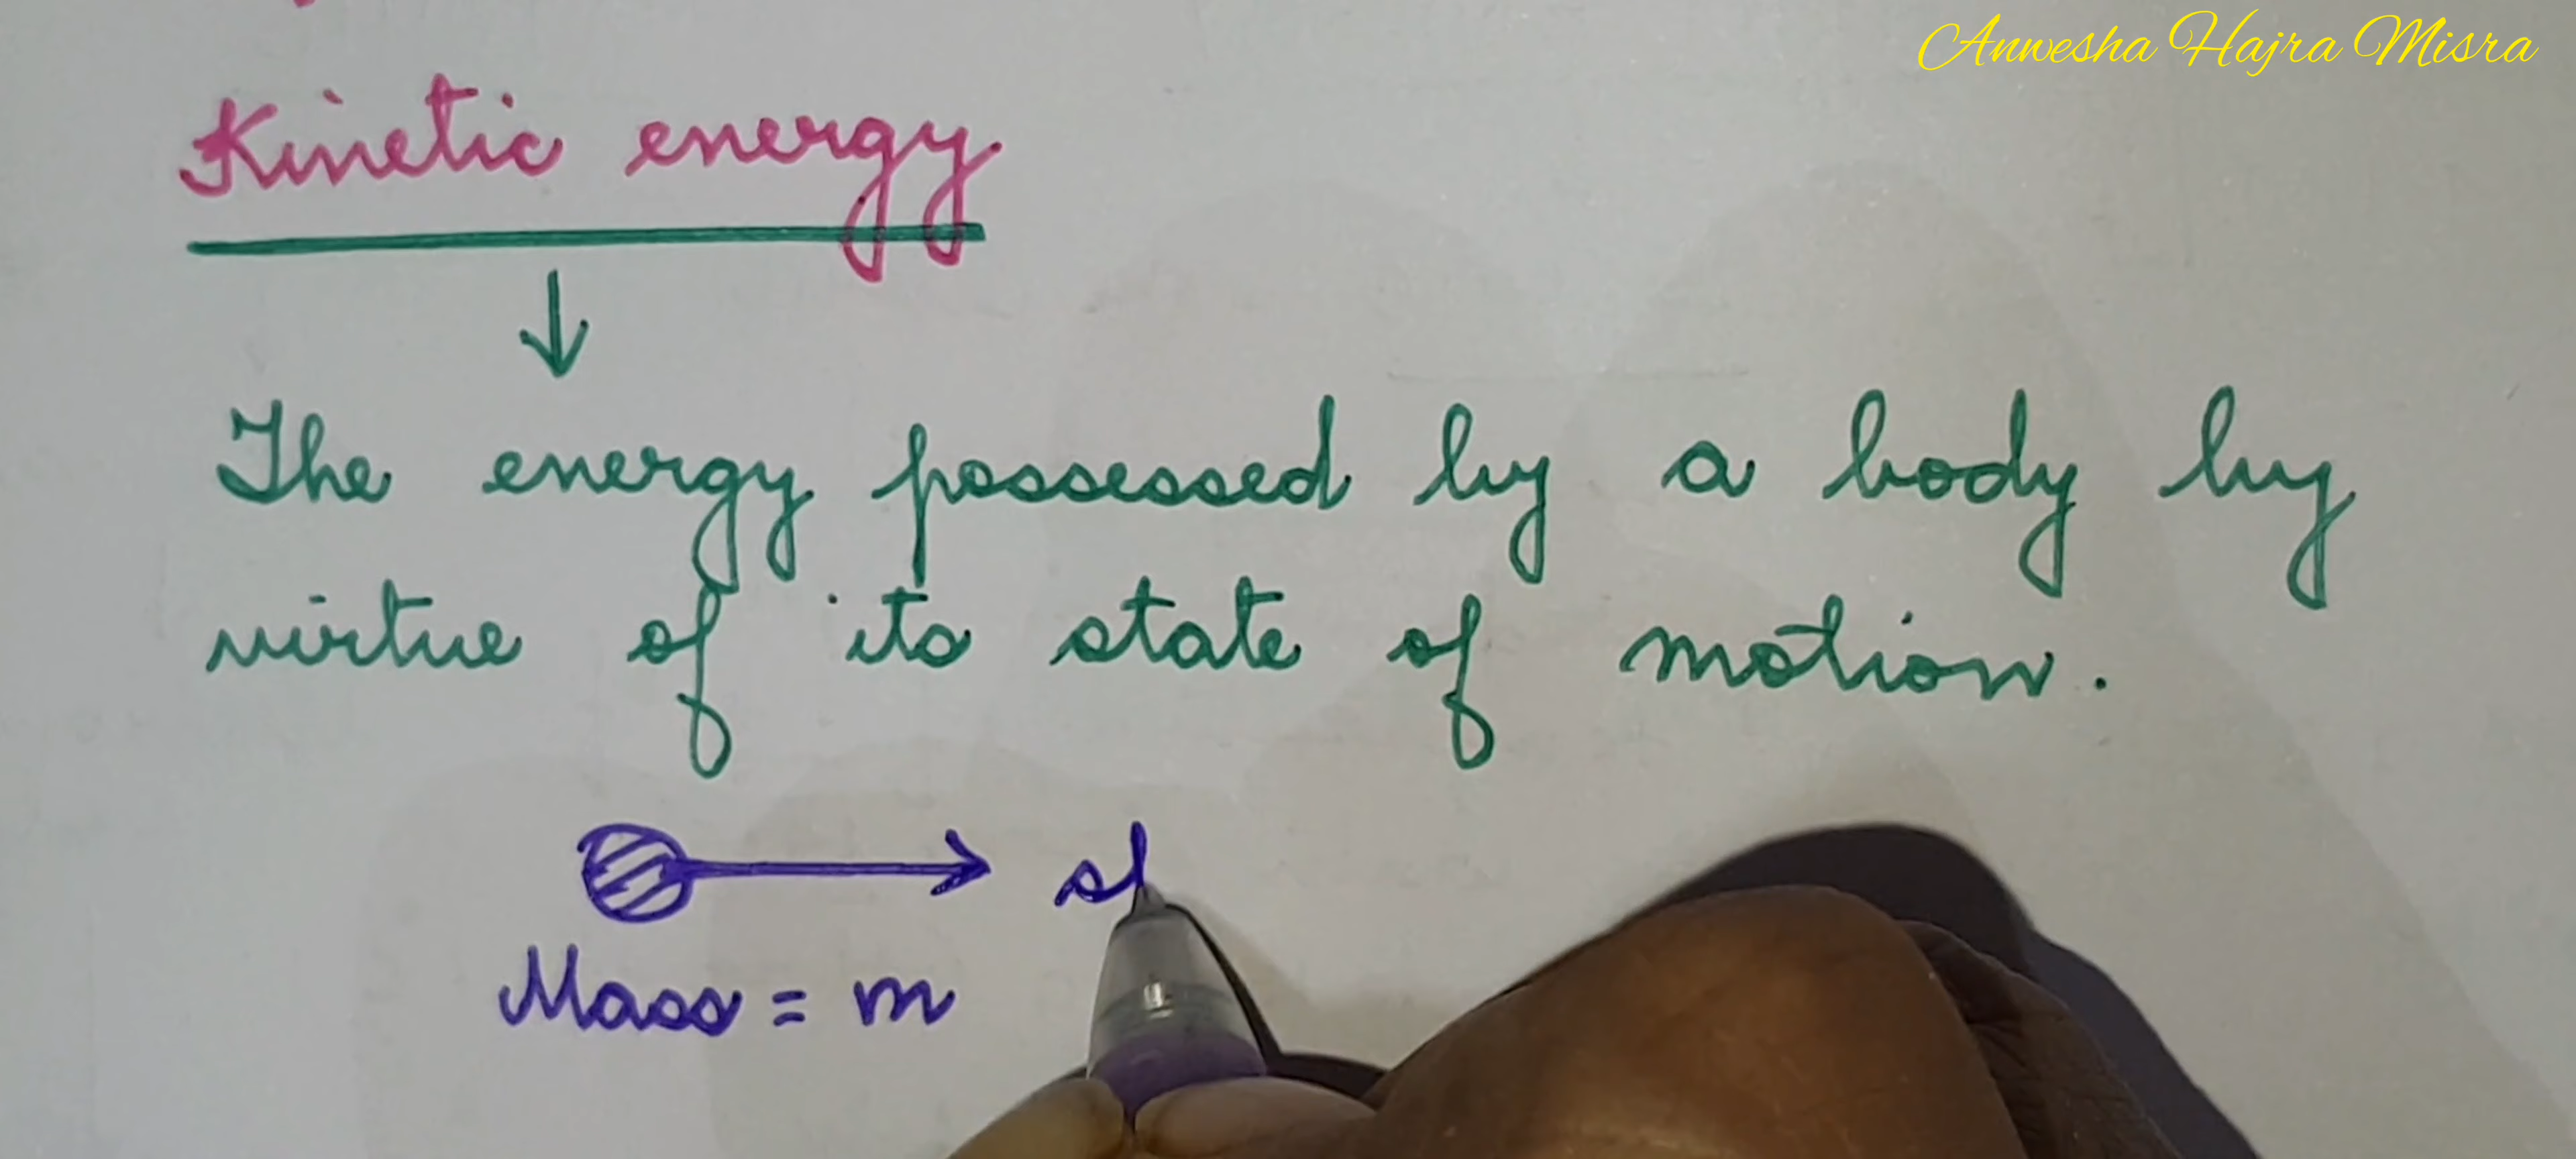 Anwesha Hajra Misra
Kinetic energy
The energy possessed by a body by
virtue of its state of motion.
Mass = m